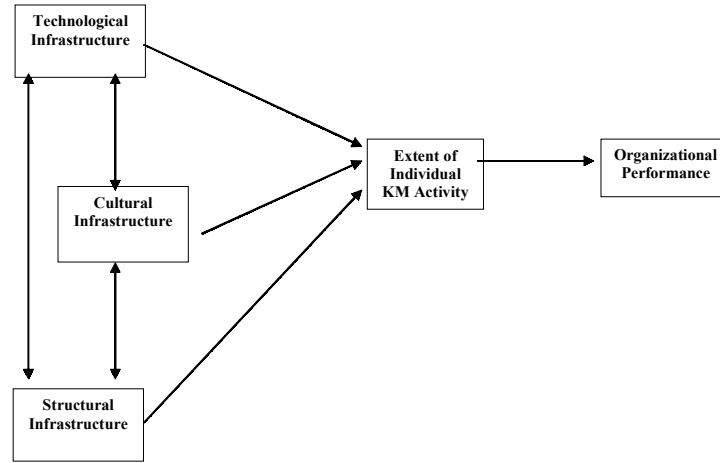 Technological
Infrastructure
Extent of
Individual
KM Activity
Organizational
Performance
Cultural
Infrastructure
Structural
Infrastructure